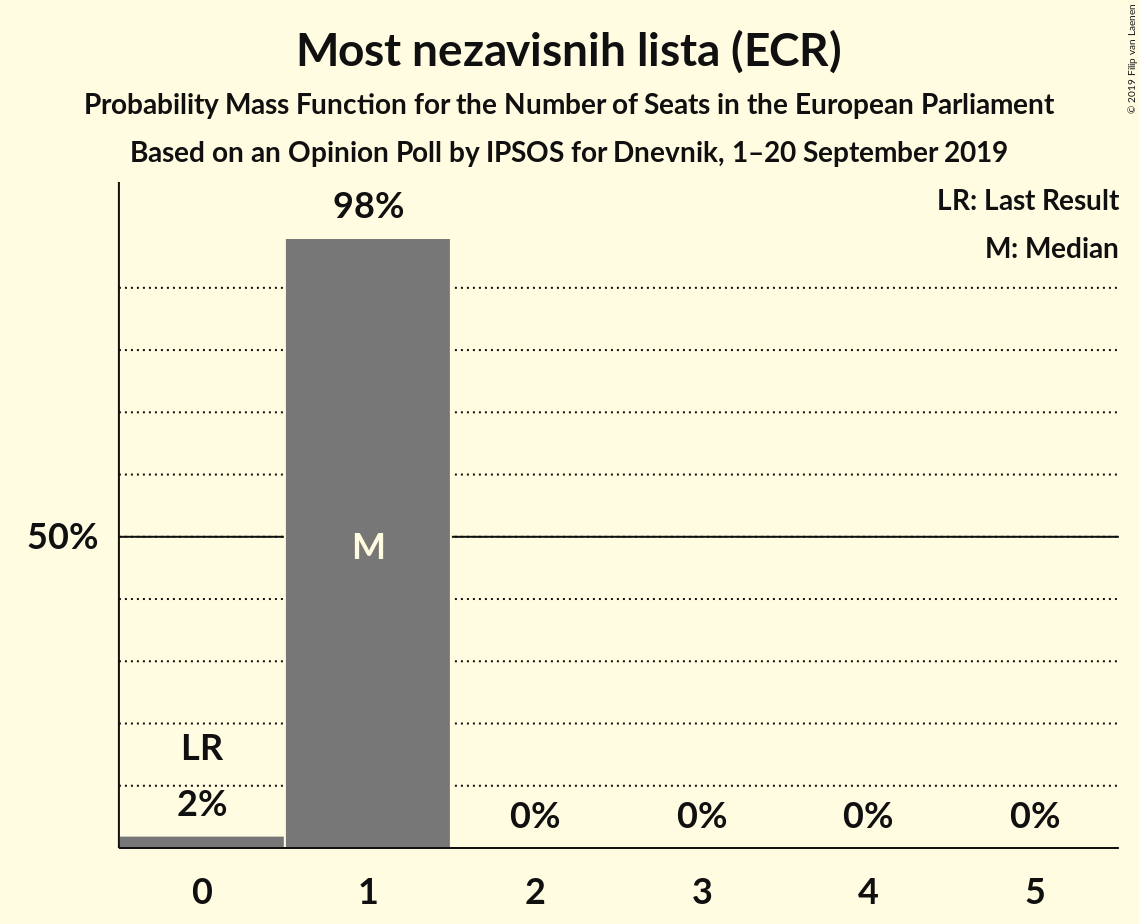 Most nezavisnih lista (ECR)
Probability Mass Function for the Number of Seats in the European Parliament
Based on an Opinion Poll by IPSOS for Dnevnik, 1–20 September 2019
© 2019 Filip van Laenen
LR: Last Result
M: Median
98%
50%
M
LR
2%
0%
0%
0%
0%
0
1
2
3
4
5